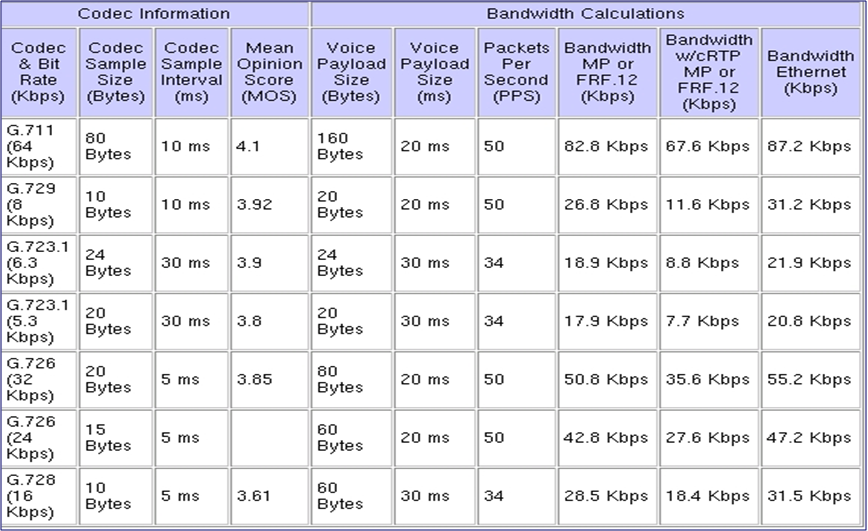 Codec Information Bandwidth Calculations
Codec & Bit Rate (Kbps) Codec Sample Size (Bytes) Codec Sample Interval (ms) Mean Opinion Score (MOS) Voice Payload Size (Bytes) Voice Payload Size (ms) Packets Per Second (PPS) Bandwidth MP or FRF.12 (Kbps) Bandwidth w/cRTP MP or FRF.12 (Kbps) Bandwidth Ethernet (Kbps)
G.711 (64 Kbps) 80 Bytes 10 ms 4.1 160 Bytes 20 ms 50 82.8 Kbps 67.6 Kbps 87.2 Kbps
G.729 (8 Kbps) 10 Bytes 10 ms 3.92 20 Bytes 20 ms 50 26.8 Kbps 11.6 Kbps 31.2 Kbps
G.723.1 (6.3 Kbps) 24 Bytes 30 ms 3.9 24 Bytes 30 ms 34 18.9 Kbps 8.8 Kbps 21.9 Kbps
G.723.1 (5.3 Kbps) 20 Bytes 30 ms 3.8 20 Bytes 30 ms 34 17.9 Kbps 7.7 Kbps 20.8 Kbps
G.726 (32 Kbps) 20 Bytes 5 ms 3.85 80 Bytes 20 ms 50 50.8 Kbps 35.6 Kbps 55.2 Kbps
G.726 (24 Kbps) 15 Bytes 5 ms 60 Bytes 20 ms 50 42.8 Kbps 27.6 Kbps 47.2 Kbps
G.728 (16 Kbps) 10 Bytes 5 ms 3.61 60 Bytes 30 ms 34 28.5 Kbps 18.4 Kbps 31.5 Kbps